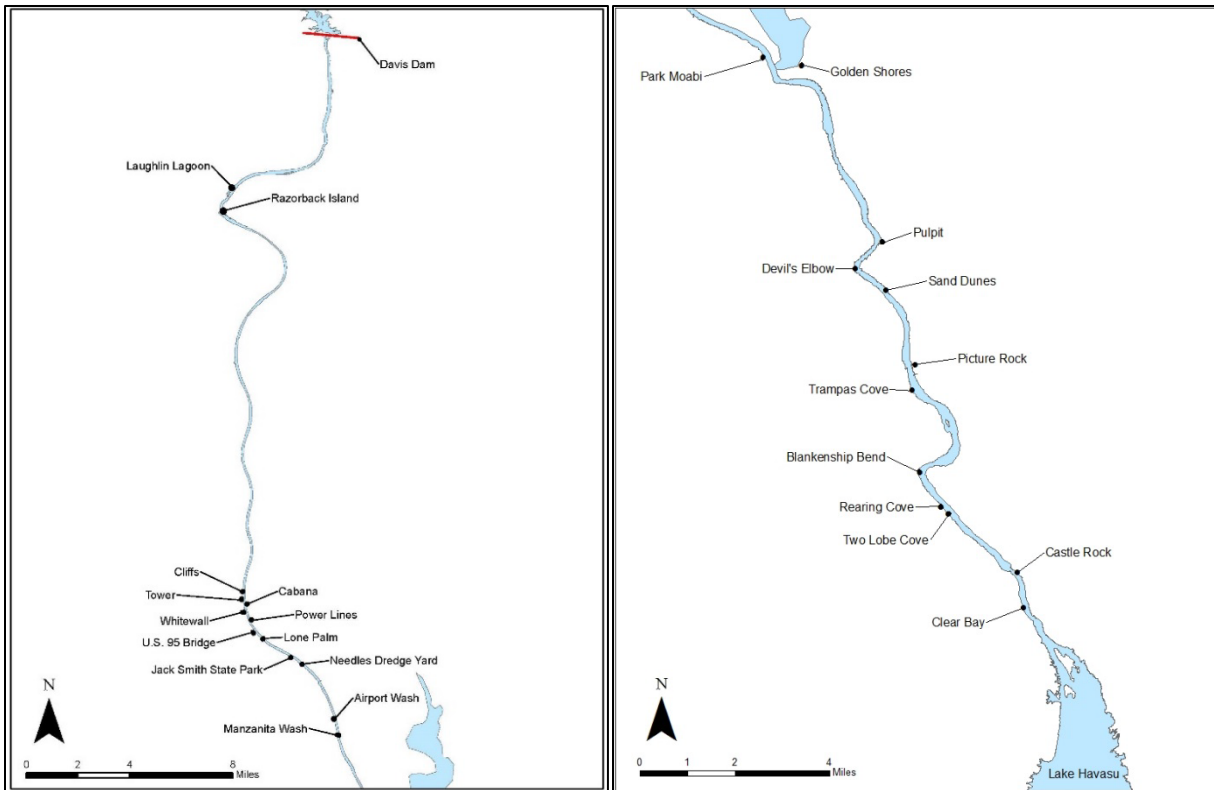 Davis Dam
Laughlin Lagoon
Razorback Island
Cliffs
Tower
Cabana
Whitewall
Power Lines
U.S. 95 Bridge
Lone Palm
Jack Smith State Park
Needles Dredge Yard
Airport Wash
Manzanita Wash
N
0 2 4 8
Miles
Park Moabi
Golden Shores
Pulpit
Devil's Elbow
Sand Dunes
Picture Rock
Trampas Cove
Blankenship Bend
Rearing Cove
Two Lobe Cove
Castle Rock
Clear Bay
N
0 1 2 4
Miles
Lake Havasu